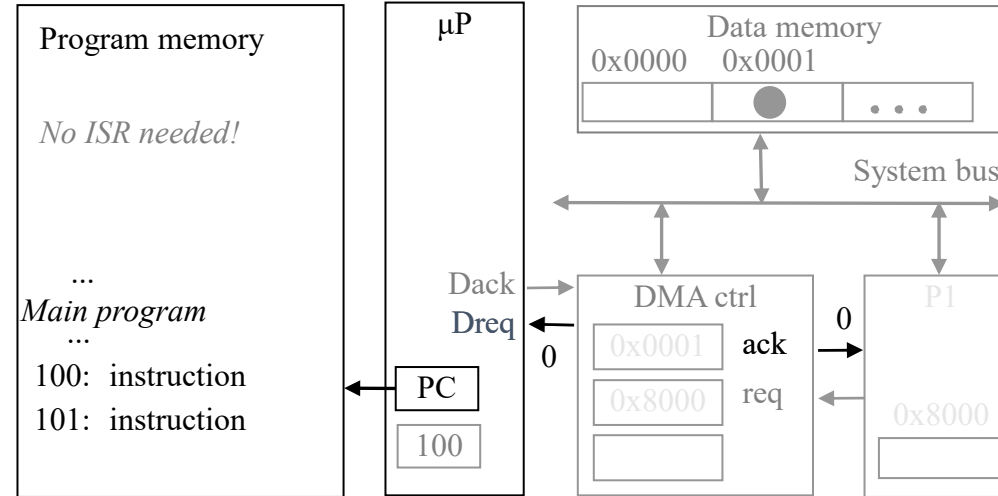 Program memory
No ISR needed!
...
Main program
...
100: instruction
101: instruction
μP
Dack
Dreq
0
PC
100
Data memory
0x0000 0x0001
...
System bus
DMA ctrl
0x0001
ack
0x8000
req
0
P1
0x8000